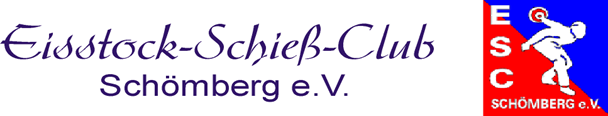 Eisstock-Schieß-Club
Schömberg e.V.
E
S
C
SCHÖMBERG e.V.